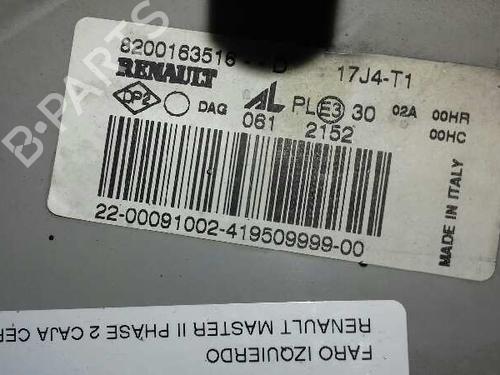 8200163516 - - D
RENAULT
17J4-T1
DP2
DAG
AL
PL E3 30
02A
00HR
061
2152
00HC
22-00091002-419509999-00
MADE IN ITALY
B-PARTS
FARO IZQUIERDO
RENAULT MASTER II PHASE 2 CAJA